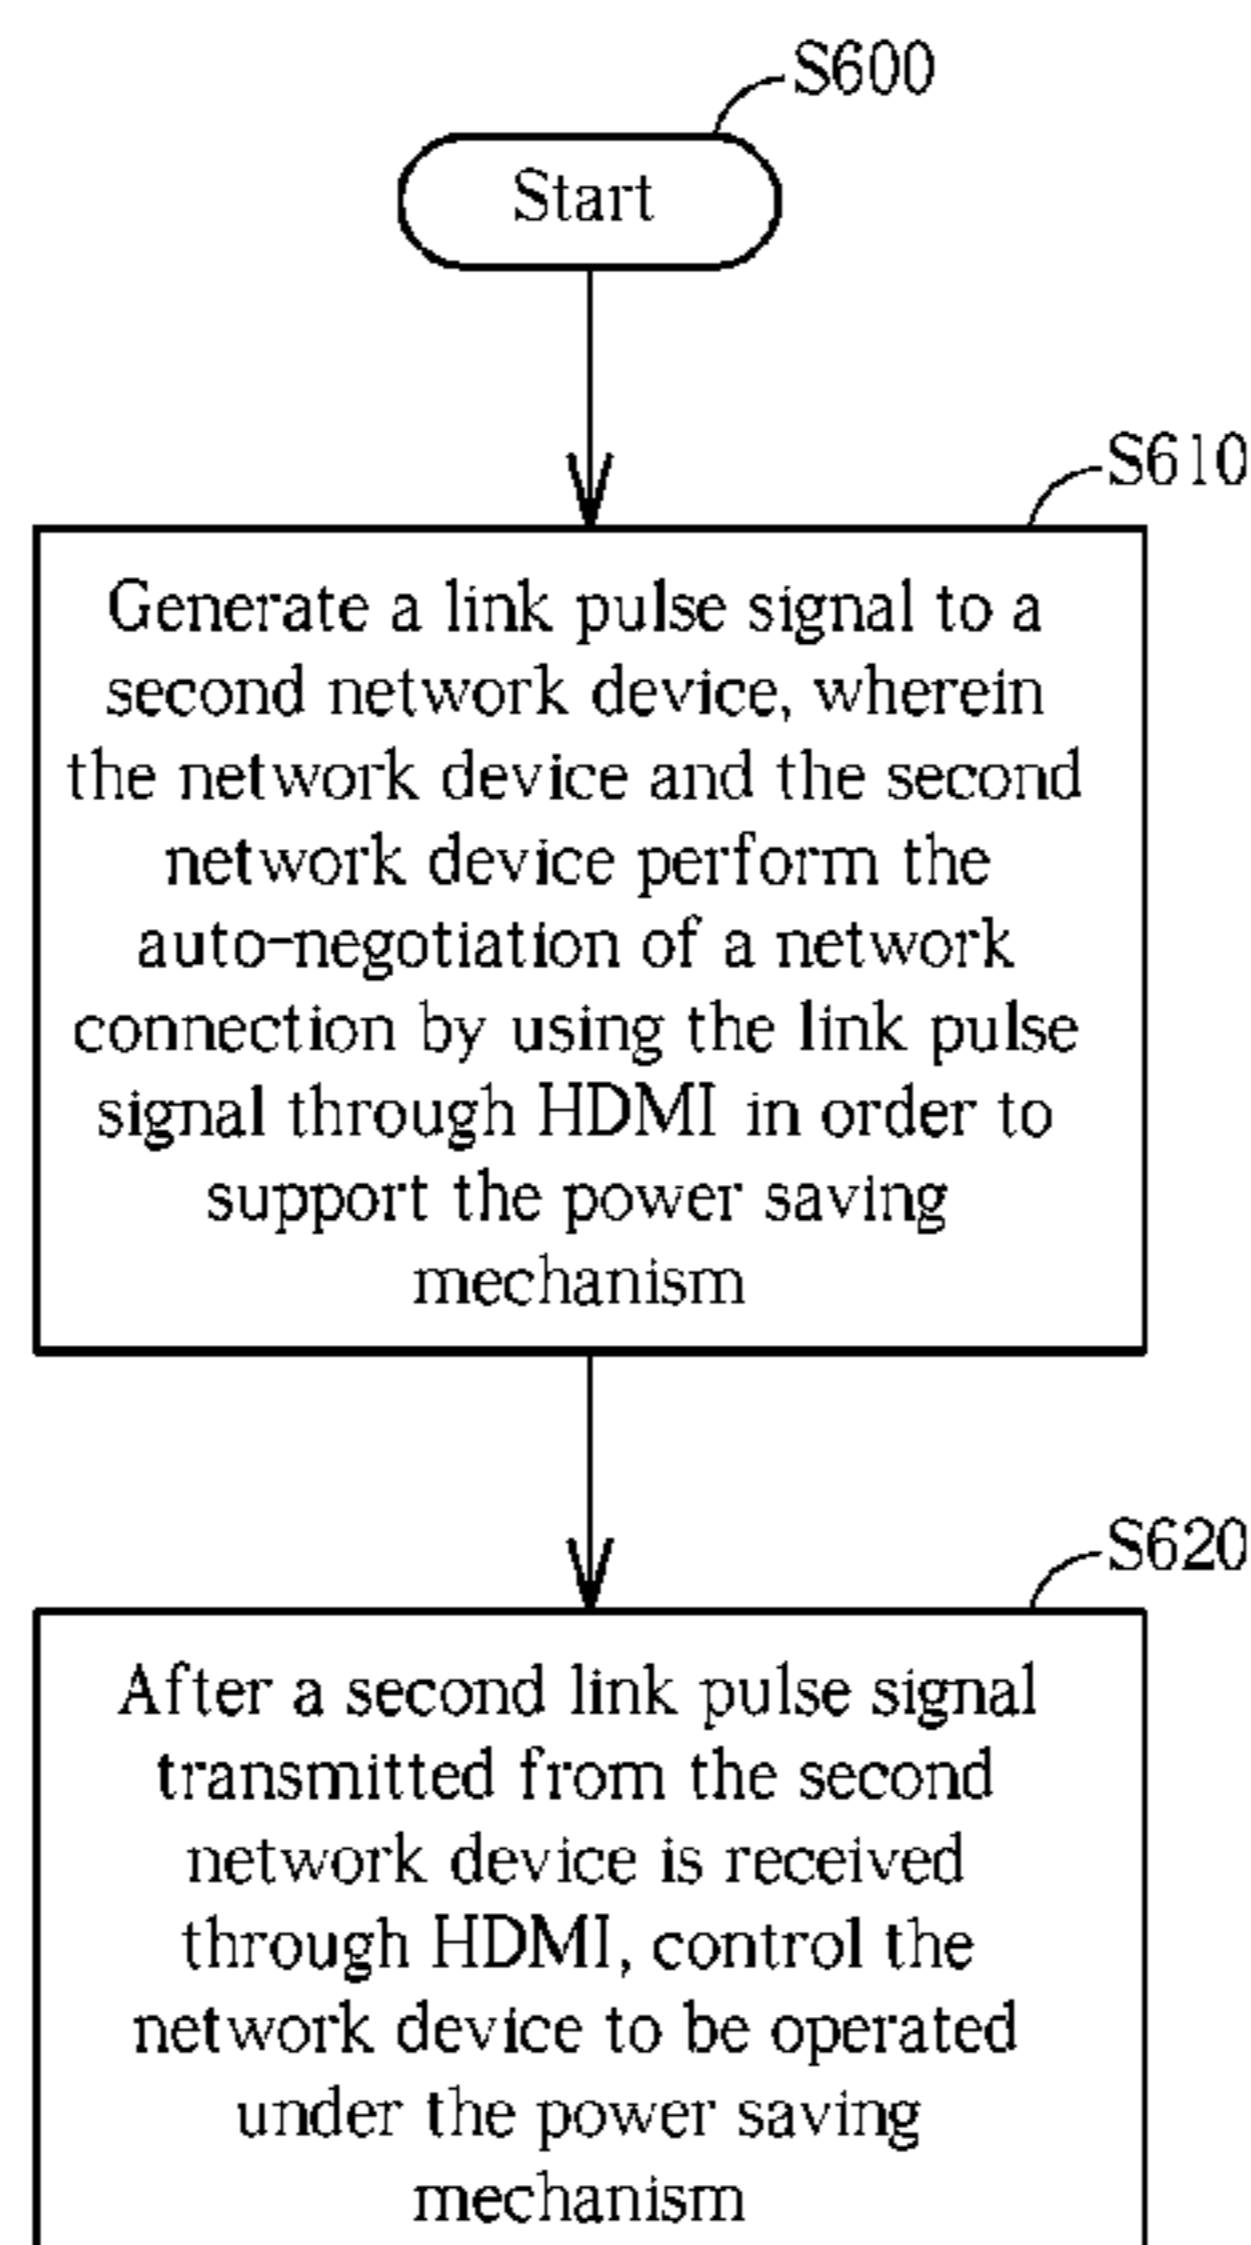 S600
Start
S610
Generate a link pulse signal to a
second network device, wherein
the network device and the second
network device perform the
auto-negotiation of a network
connection by using the link pulse
signal through HDMI in order to
support the power saving
mechanism
S620
After a second link pulse signal
transmitted from the second
network device is received
through HDMI, control the
network device to be operated
under the power saving
mechanism